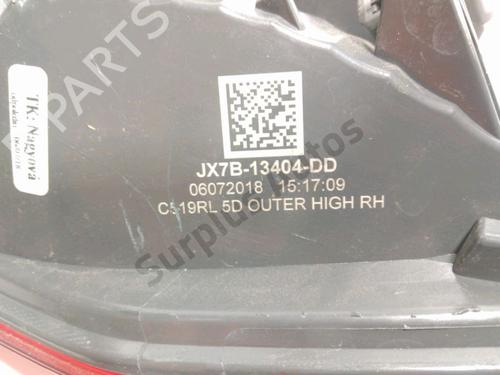 JX7B-13404-DD
06072018 15:17:09
C519RL 5D OUTER HIGH RH
TK: Nagyová
PARTS
Surplus Autos